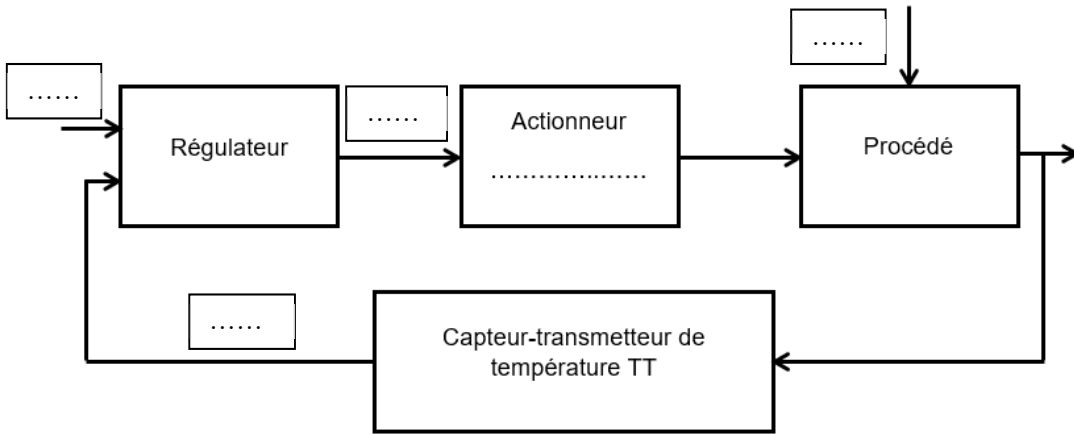 ……
……
……
Régulateur
Actionneur
…………..……
Procédé
……
Capteur-transmetteur de
température TT